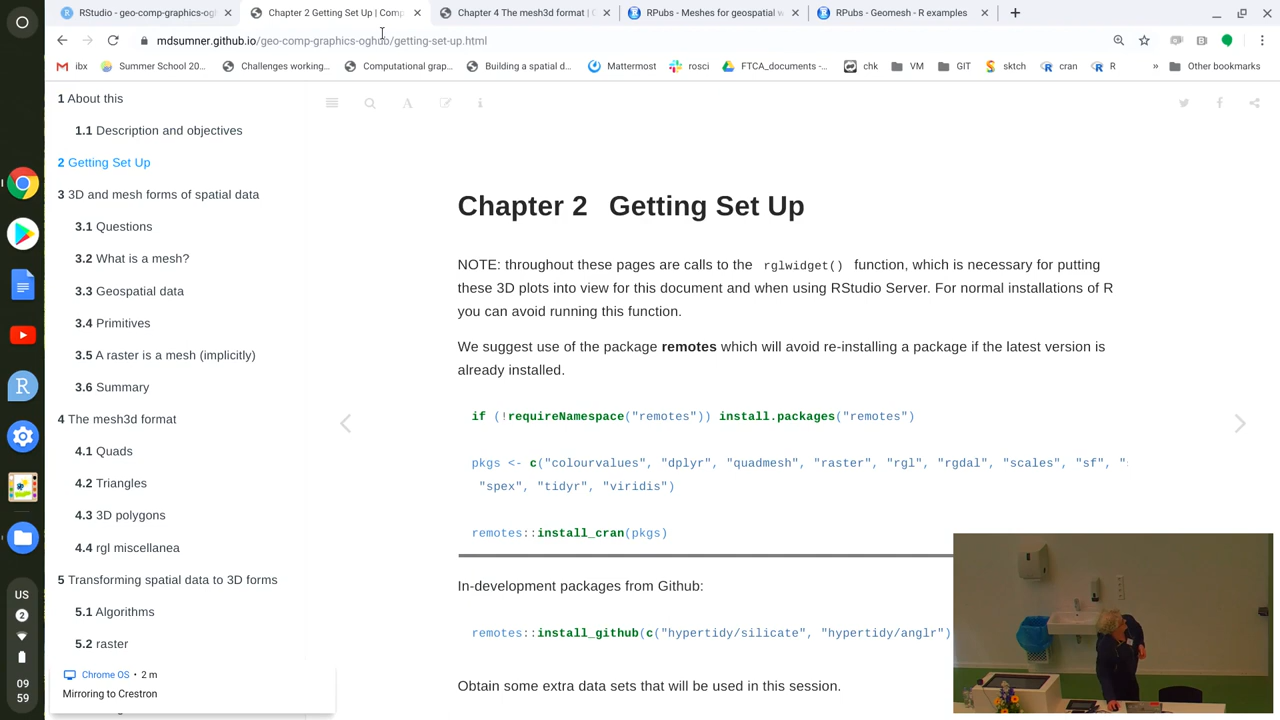 RStudio - geo-comp-graphics-ogh
Chapter 2 Getting Set Up | Comp
Chapter 4 The mesh3d format | C
RPubs - Meshes for geospatial w
RPubs - Geomesh - R examples
mdsumner.github.io/geo-comp-graphics-oghub/getting-set-up.html
ibx
Summer School 20...
Challenges working...
Computational grap...
Building a spatial d...
Mattermost
rosci
FTCA_documents -...
chk
VM
GIT
sktch
cran
R
»
Other bookmarks
1 About this
1.1 Description and objectives
2 Getting Set Up
3 3D and mesh forms of spatial data
3.1 Questions
3.2 What is a mesh?
3.3 Geospatial data
3.4 Primitives
3.5 A raster is a mesh (implicitly)
3.6 Summary
4 The mesh3d format
4.1 Quads
4.2 Triangles
4.3 3D polygons
4.4 rgl miscellanea
5 Transforming spatial data to 3D forms
5.1 Algorithms
5.2 raster
Chrome OS • 2 m
Mirroring to Crestron
US
2
09
59
Chapter 2 Getting Set Up
NOTE: throughout these pages are calls to the rglwidget() function, which is necessary for putting
these 3D plots into view for this document and when using RStudio Server. For normal installations of R
you can avoid running this function.
We suggest use of the package remotes which will avoid re-installing a package if the latest version is
already installed.
if (!requireNamespace("remotes")) install.packages("remotes")
pkgs <- c("colourvalues", "dplyr", "quadmesh", "raster", "rgl", "rgdal", "scales", "sf", "
"spex", "tidyr", "viridis")
remotes::install_cran(pkgs)
In-development packages from Github:
remotes::install_github(c("hypertidy/silicate", "hypertidy/anglr")
Obtain some extra data sets that will be used in this session.